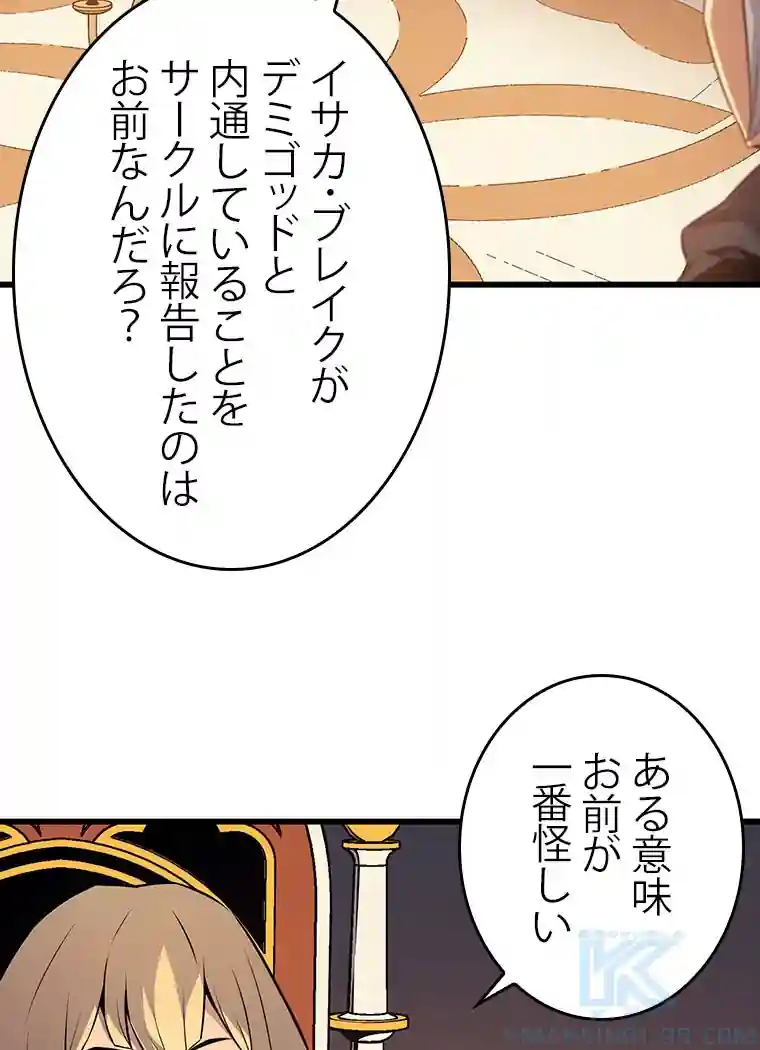 イサカ・ブレイクが
デミゴッドと
内通していることを
サークルに報告したのは
お前なんだろ?
ある意味
お前が
一番怪しい